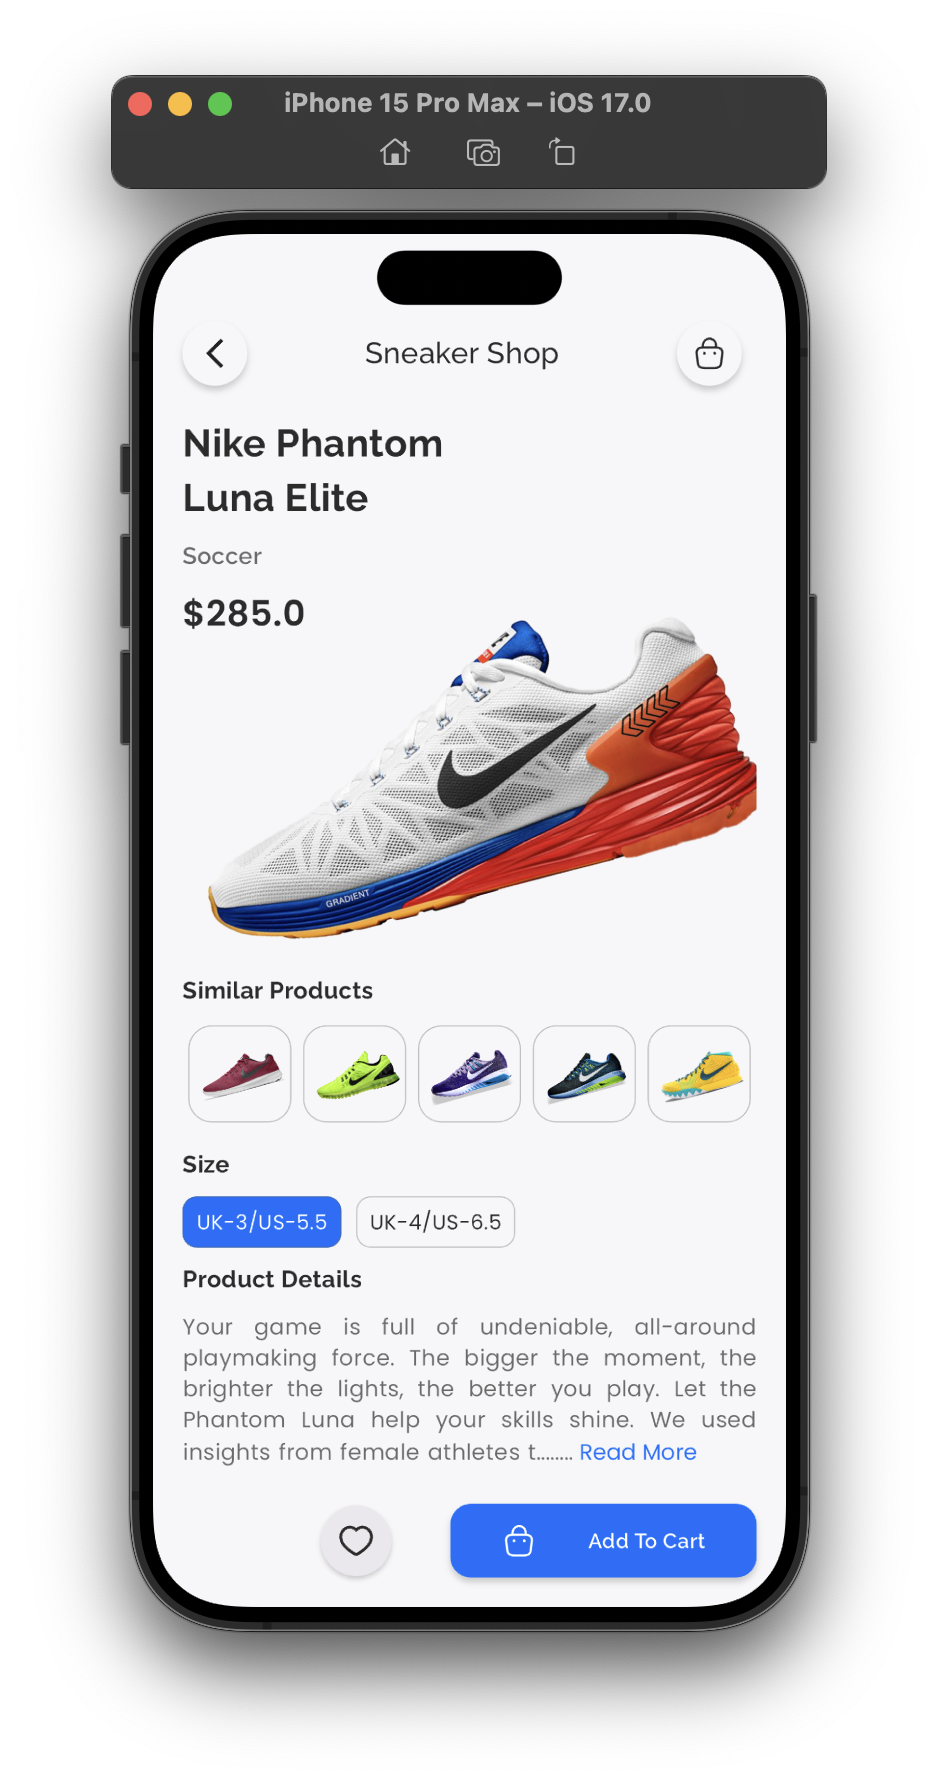 iPhone 15 Pro Max – iOS 17.0
Sneaker Shop
Nike Phantom
Luna Elite
Soccer
$285.0
GRADIENT
Similar Products
Size
UK-3/US-5.5
UK-4/US-6.5
Product Details
Your game is full of undeniable, all-around
playmaking force. The bigger the moment, the
brighter the lights, the better you play. Let the
Phantom Luna help your skills shine. We used
insights from female athletes t........ Read More
Add To Cart